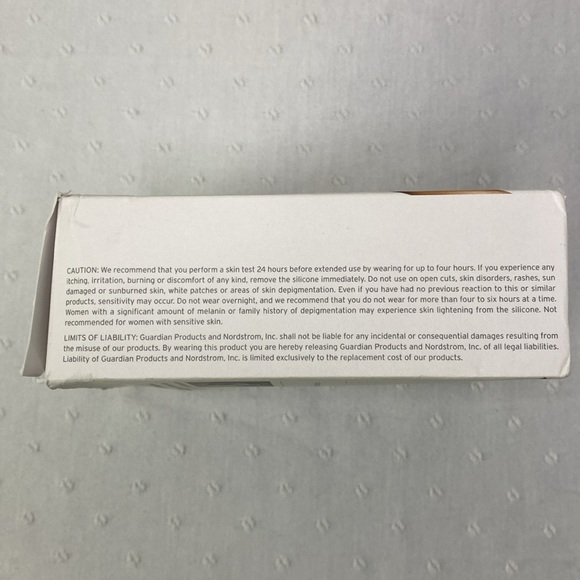 CAUTION: We recommend that you perform a skin test 24 hours before extended use by wearing for up to four hours. If you experience any
itching, irritation, burning or discomfort of any kind, remove the silicone immediately. Do not use on open cuts, skin disorders, rashes, sun
damaged or sunburned skin, white patches or areas of skin depigmentation. Even if you have had no previous reaction to this or similar
products, sensitivity may occur. Do not wear overnight, and we recommend that you do not wear for more than four to six hours at a time.
Women with a significant amount of melanin or family history of depigmentation may experience skin lightening from the silicone. Not
recommended for women with sensitive skin.
LIMITS OF LIABILITY: Guardian Products and Nordstrom, Inc. shall not be liable for any incidental or consequential damages resulting from
the misuse of our products. By wearing this product you are hereby releasing Guardian Products and Nordstrom, Inc. of all legal liabilities.
Liability of Guardian Products and Nordstrom, Inc. is limited exclusively to the replacement cost of our products.